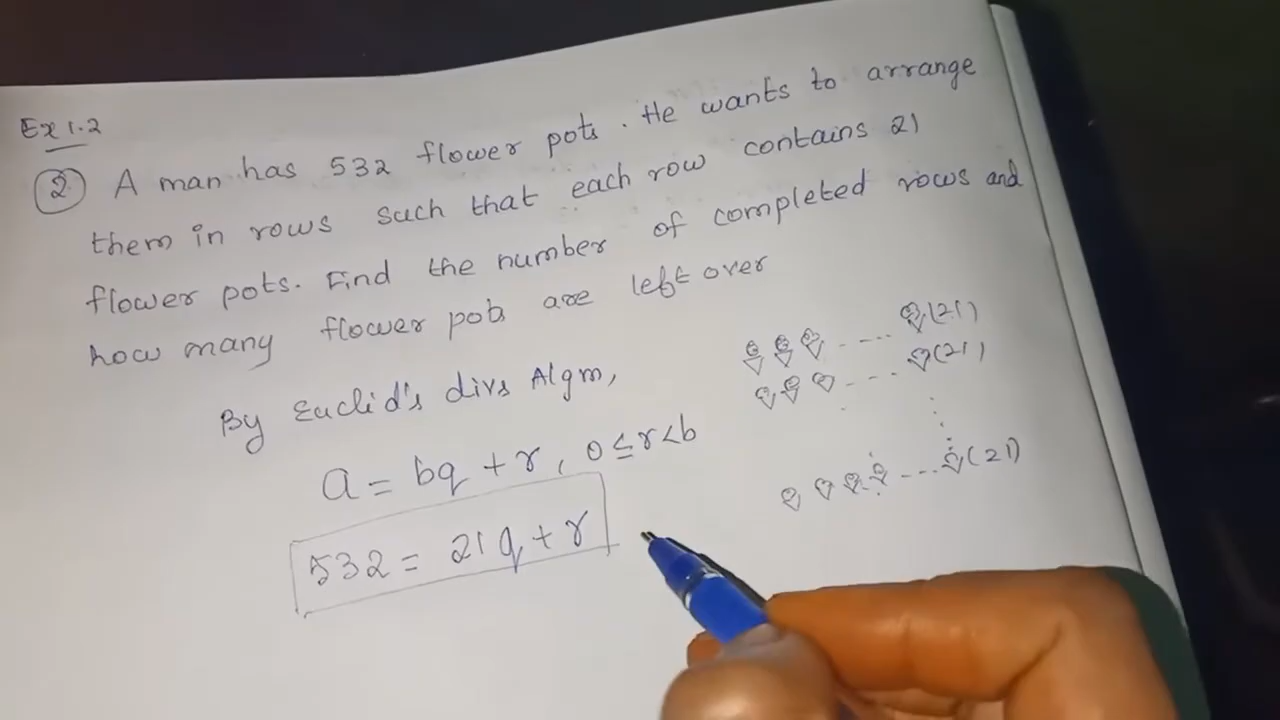 Ex 1.2
② A man has 532 flower pots. He wants to arrange
them in rows such that each row contains 21
flower pots. Find the number of completed rows and
how many flower pots are left over
By Euclid's divs Algm,
a = bq + r, 0 ≤ r < b
532 = 21q + r
.... (21)
... (21)
... (21)